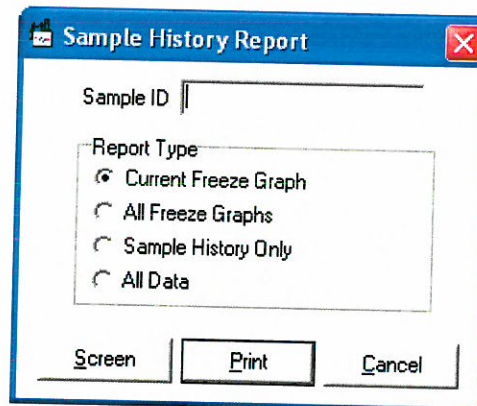 Sample History Report
Sample ID
Report Type
Current Freeze Graph
All Freeze Graphs
Sample History Only
All Data
Screen Print Cancel